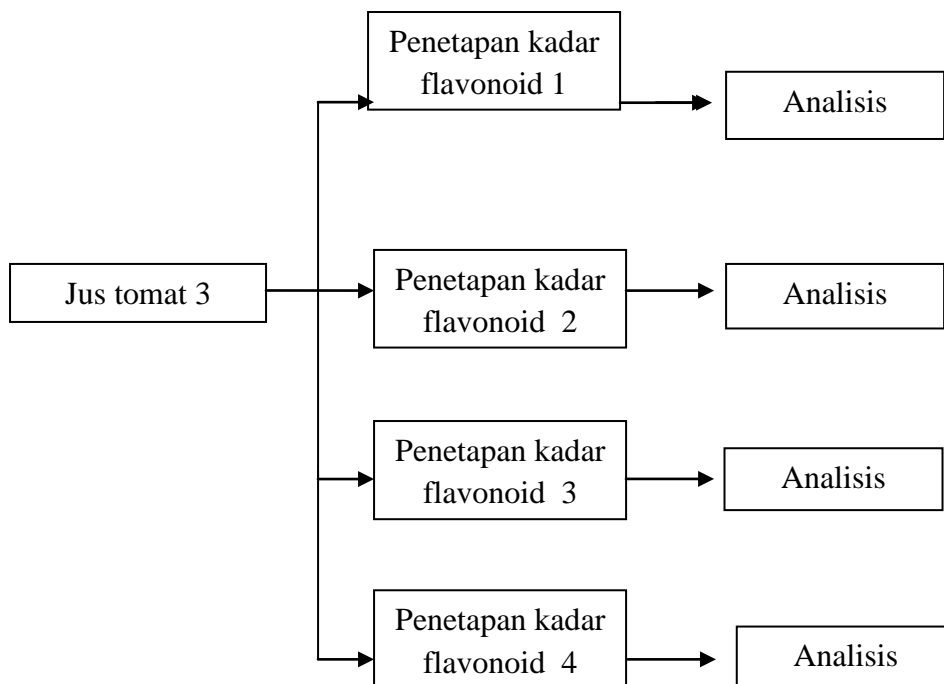 Penetapan kadar
flavonoid 1
Analisis
Jus tomat 3
Penetapan kadar
flavonoid  2
Analisis
Penetapan kadar
flavonoid  3
Analisis
Penetapan kadar
flavonoid  4
Analisis